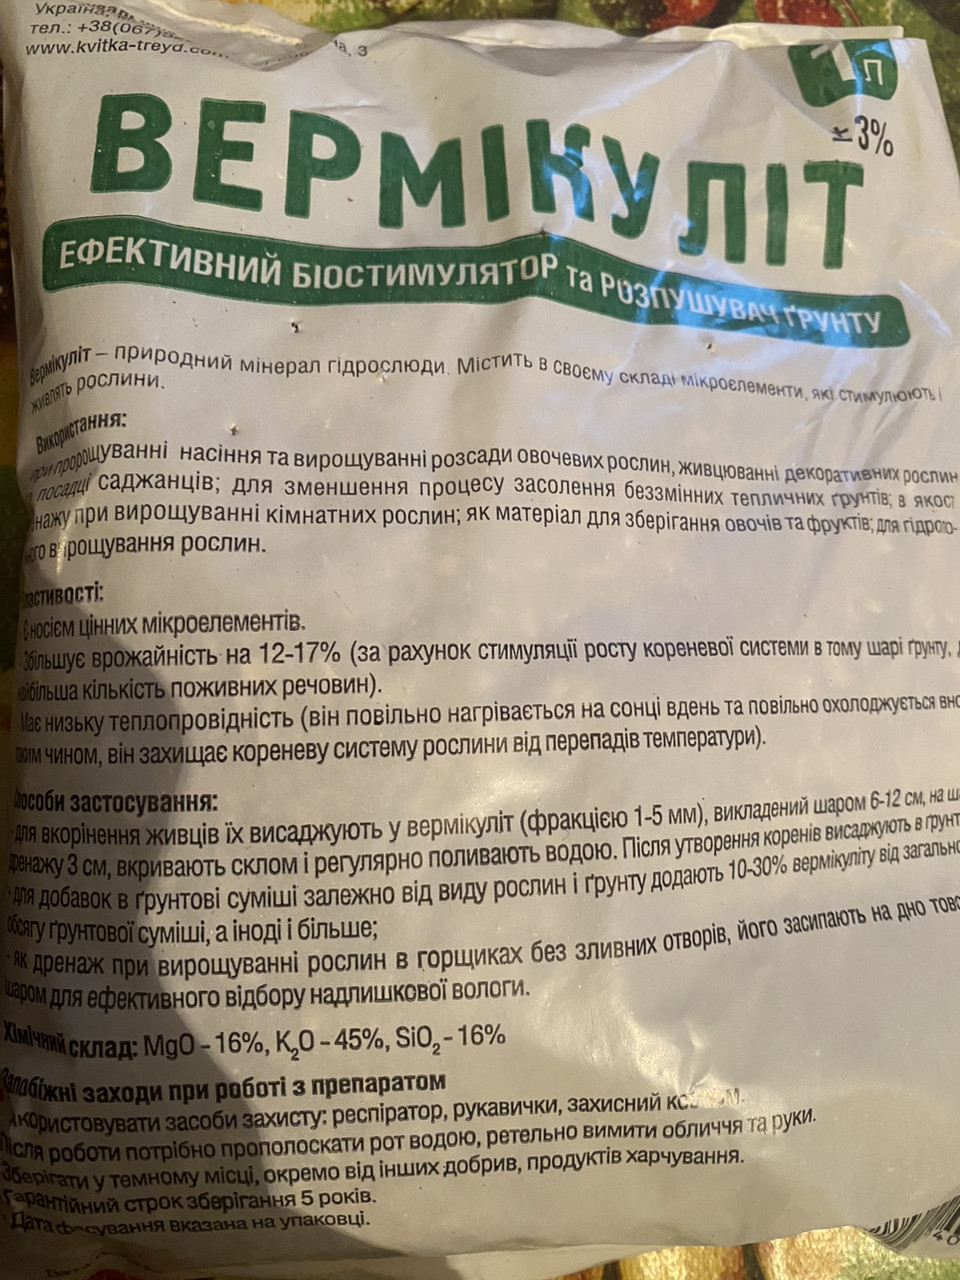 Україна
тел.: +38(067)
www.kvitka-treyd.com
а, 3
1 л
± 3%
ВЕРМІКУЛІТ
ЕФЕКТИВНИЙ БІОСТИМУЛЯТОР та РОЗПУШУВАЧ ҐРУНТУ
Вермікуліт – природний мінерал гідрослюди. Містить в своєму складі мікроелементи, які стимулюють і
живлять рослини.
Використання:
при пророщуванні насіння та вирощуванні розсади овочевих рослин, живцюванні декоративних рослин
посадці саджанців; для зменшення процесу засолення беззмінних тепличних ґрунтів; в якост
енажу при вирощуванні кімнатних рослин; як матеріал для зберігання овочів та фруктів; для гідропо-
ого вирощування рослин.
ластивості:
Є носієм цінних мікроелементів.
Збільшує врожайність на 12-17% (за рахунок стимуляції росту кореневої системи в тому шарі ґрунту,
найбільша кількість поживних речовин).
Має низьку теплопровідність (він повільно нагрівається на сонці вдень та повільно охолоджується вно
таким чином, він захищає кореневу систему рослини від перепадів температури).
Способи застосування:
- для вкорінення живців їх висаджують у вермікуліт (фракцією 1-5 мм), викладений шаром 6-12 см, на ша
дренажу 3 см, вкривають склом і регулярно поливають водою. Після утворення коренів висаджують в ґрунт
- для добавок в ґрунтові суміші залежно від виду рослин і ґрунту додають 10-30% вермікуліту від загально
обсягу ґрунтової суміші, а іноді і більше;
- як дренаж при вирощуванні рослин в горщиках без зливних отворів, його засипають на дно товс
шаром для ефективного відбору надлишкової вологи.
Хімічний склад: MgO - 16%, K₂O - 45%, SiO₂ - 16%
Запобіжні заходи при роботі з препаратом
Використовувати засоби захисту: респіратор, рукавички, захисний
Після роботи потрібно прополоскати рот водою, ретельно вимити обличчя та руки.
Зберігати у темному місці, окремо від інших добрив, продуктів харчування.
Гарантійний строк зберігання 5 років.
Дата фасування вказана на упаковці.
40